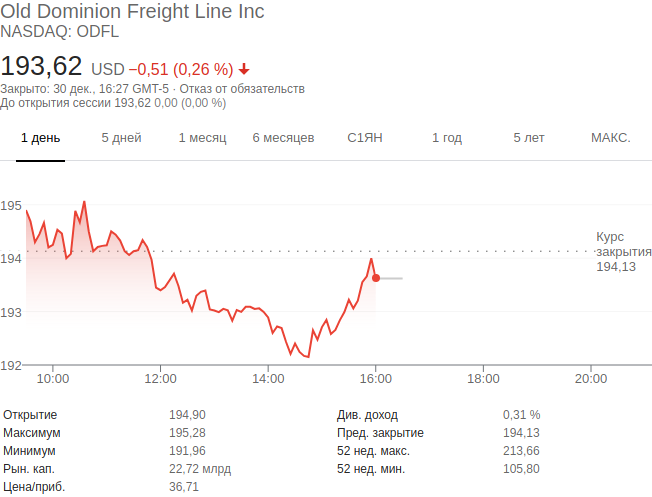 Old Dominion Freight Line Inc
NASDAQ: ODFL
193,62 USD −0,51 (0,26 %)
Закрыто: 30 дек., 16:27 GMT-5 · Отказ от обязательств
До открытия сессии 193,62 0,00 (0,00 %)
1 день 5 дней 1 месяц 6 месяцев С1ЯН 1 год 5 лет МАКС.
195
194
193
192
Курс
закрытия
194,13
10:00 12:00 14:00 16:00 18:00 20:00
Открытие 194,90 Див. доход 0,31 %
Максимум 195,28 Пред. закрытие 194,13
Минимум 191,96 52 нед. макс. 213,66
Рын. кап. 22,72 млрд 52 нед. мин. 105,80
Цена/приб. 36,71